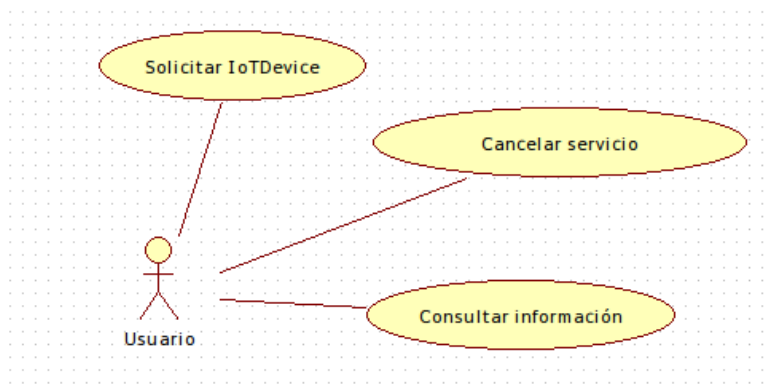 Solicitar IoTDevice
Cancelar servicio
Consultar información
Usuario